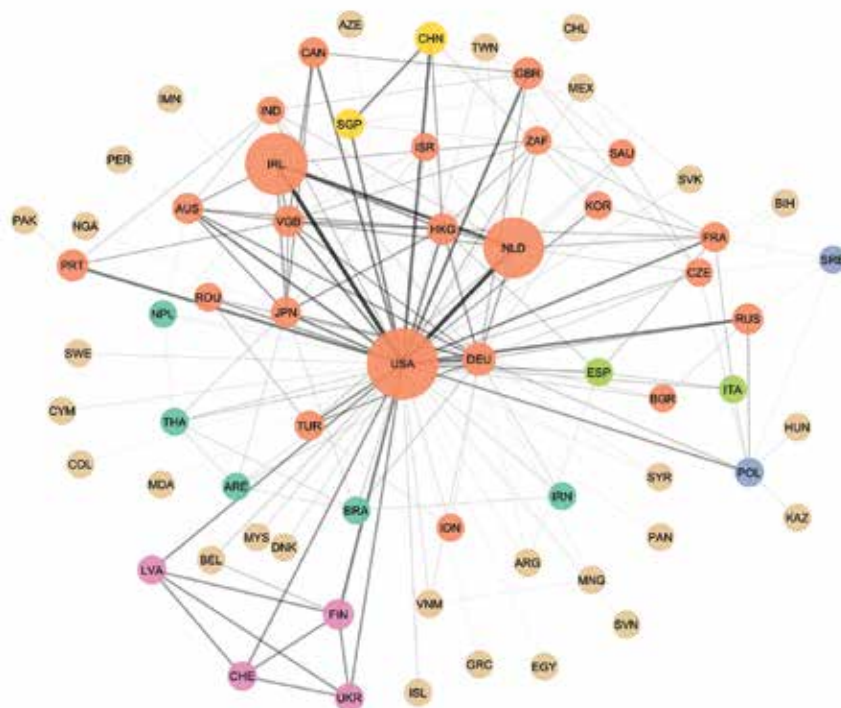 AZE
CHL
CHN
TWN
CAN
GBR
MEX
IMN
IND
SGP
ISR
ZAF
SAU
PER
IRL
SVK
PAK
NGA
AUS
VGB
HKG
KOR
BIH
NLD
FRA
PRT
CZE
SRB
ROU
NPL
JPN
RUS
SWE
USA
DEU
ESP
ITA
BGR
CYM
THA
TUR
HUN
COL
MDA
ARE
SYR
POL
BRA
IRN
KAZ
MYS
DNK
ION
PAN
BEL
LVA
ARG
MNG
VNM
FIN
SVN
CHE
UKR
ISL
GRC
EGY